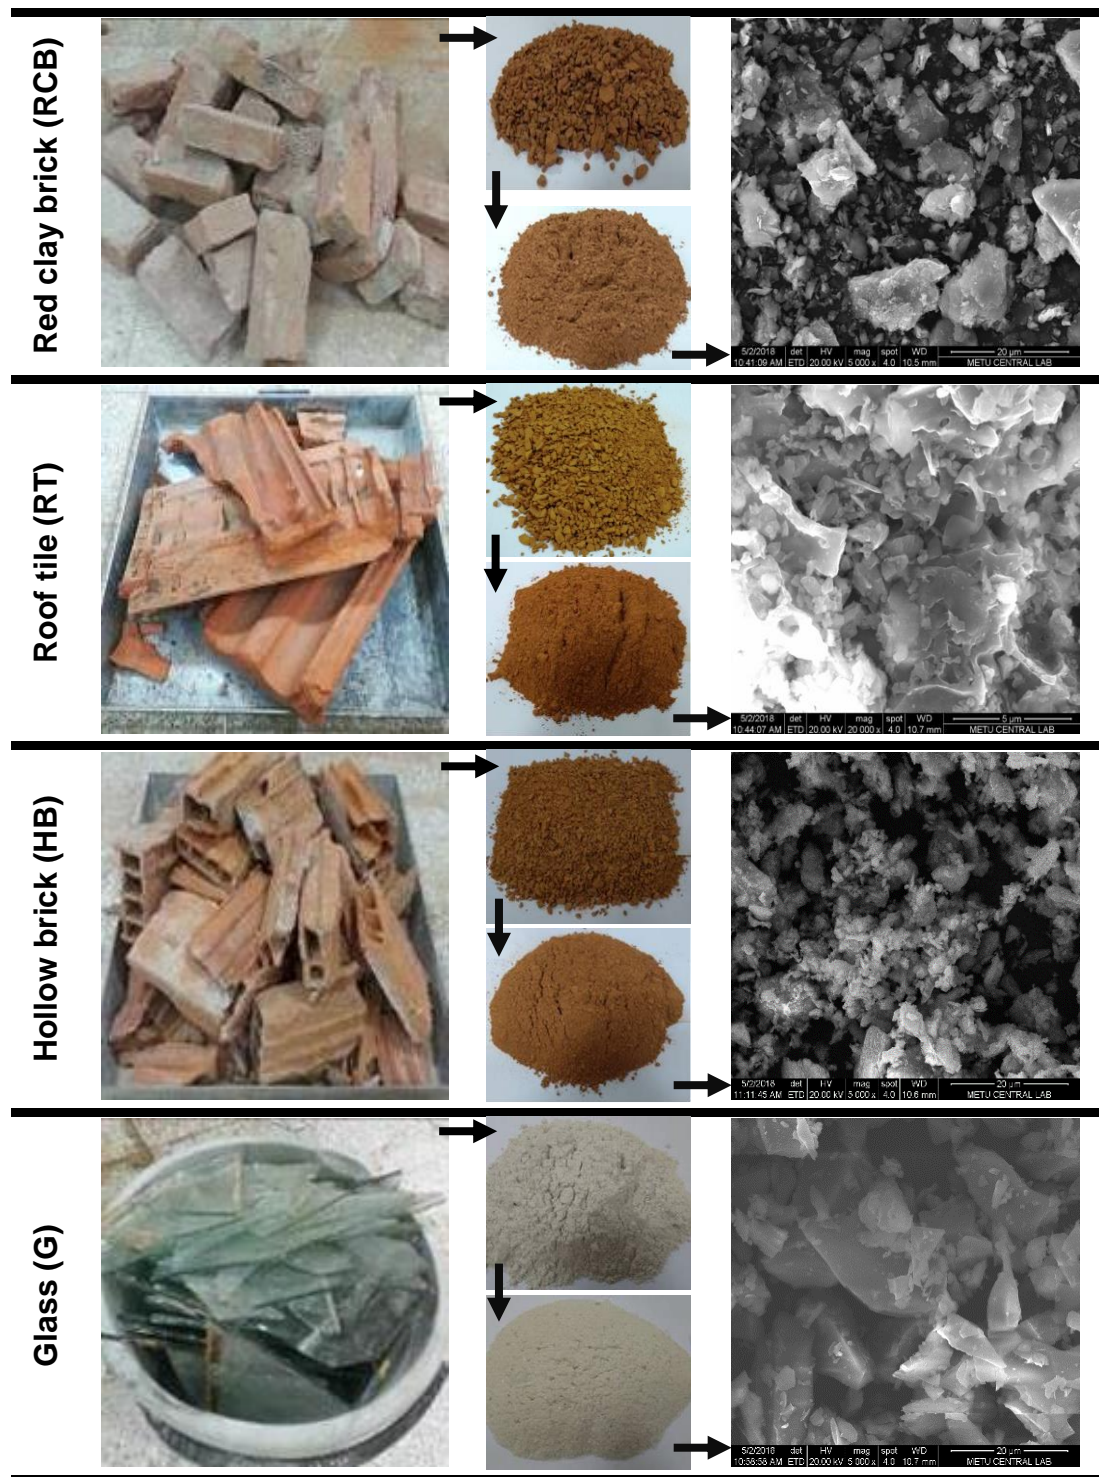 Red clay brick (RCB)
5/2/2018 det HV mag spot WD 20 µm
10:41:09 AM ETD 20.00 kV 5 000 x 4.0 10.5 mm METU CENTRAL LAB
Roof tile (RT)
5/2/2018 det HV mag spot WD 5 µm
10:44:07 AM ETD 20.00 kV 20 000 x 4.0 10.7 mm METU CENTRAL LAB
Hollow brick (HB)
5/2/2018 det HV mag spot WD 20 µm
11:11:45 AM ETD 20.00 kV 5 000 x 4.0 10.6 mm METU CENTRAL LAB
Glass (G)
5/2/2018 det HV mag spot WD 20 µm
10:58:58 AM ETD 20.00 kV 5 000 x 4.0 10.7 mm METU CENTRAL LAB